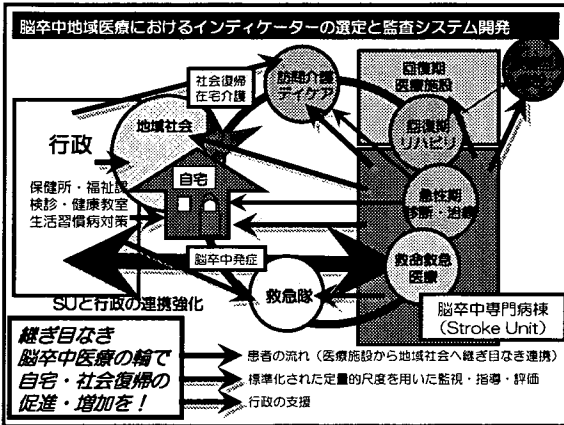 脳卒中地域医療におけるインディケーターの選定と監査システム開発
社会復帰
在宅介護
訪問介護
デイケア
回復期
医療施設
回復期
リハビリ
地域社会
行政
自宅
保健所・福祉課
検診・健康教室
生活習慣病対策
急性期
診断・治療
脳卒中発症
救命救急
医療
救急隊
SUと行政の連携強化
脳卒中専門病棟
(Stroke Unit)
継ぎ目なき
脳卒中医療の輪で
自宅・社会復帰の
促進・増加を！
患者の流れ（医療施設から地域社会へ継ぎ目なき連携）
標準化された定量的尺度を用いた監視・指導・評価
行政の支援